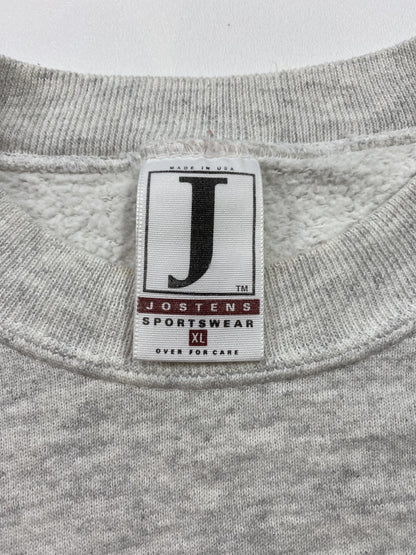 MADE IN USA
J
TM
JOSTENS
SPORTSWEAR
XL
OVER FOR CARE